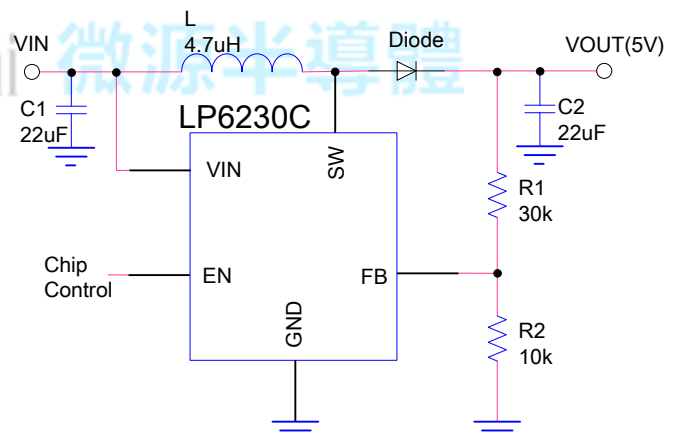 微源半導體
L
4.7uH
VIN
Diode
VOUT(5V)
C1
22uF
LP6230C
C2
22uF
VIN
SW
R1
30k
Chip
Control
EN
FB
GND
R2
10k